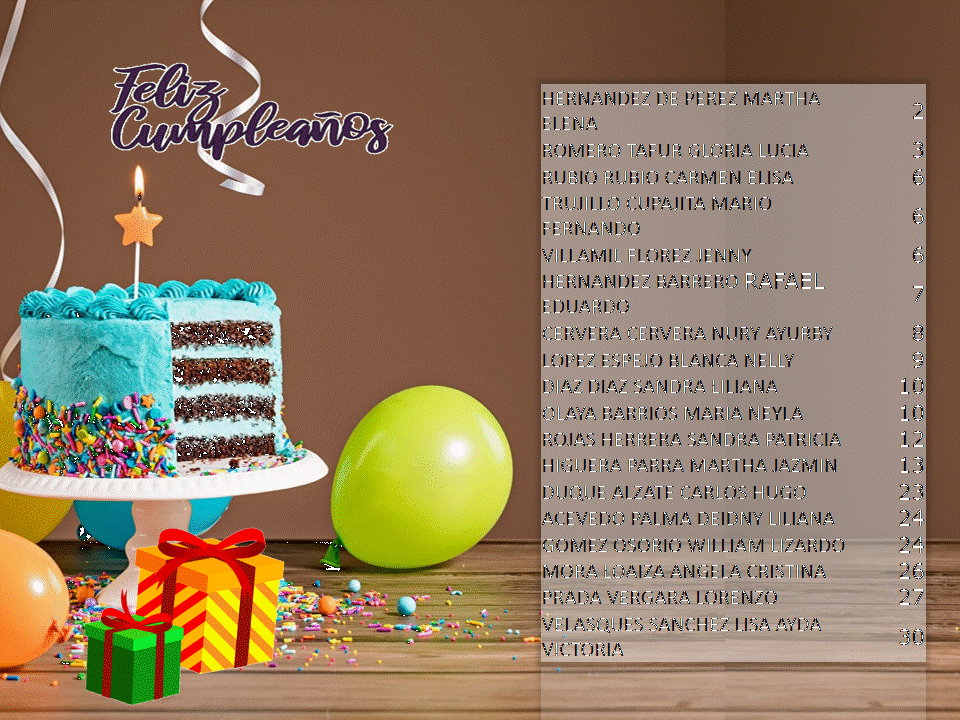 Feliz
Cumpleaños
HERNANDEZ DE PEREZ MARTHA
ELENA 2
ROMERO TAFUR GLORIA LUCIA 3
RUBIO RUBIO CARMEN ELISA 6
TRUJILLO CUPAJITA MARIO
FERNANDO 6
VILLAMIL FLOREZ JENNY 6
HERNANDEZ BARRERO RAFAEL
EDUARDO 7
CERVERA CERVERA NURY AYURBY 8
LOPEZ ESPEJO BLANCA NELLY 9
DIAZ DIAZ SANDRA LILIANA 10
OLAYA BARRIOS MARIA NEYLA 10
ROJAS HERRERA SANDRA PATRICIA 12
HIGUERA PARRA MARTHA JAZMIN 13
DUQUE ALZATE CARLOS HUGO 23
ACEVEDO PALMA DEIDNY LILIANA 24
GOMEZ OSORIO WILLIAM LIZARDO 24
MORA LOAIZA ANGELA CRISTINA 26
PRADA VERGARA LORENZO 27
VELASQUES SANCHEZ LISA AYDA
VICTORIA 30